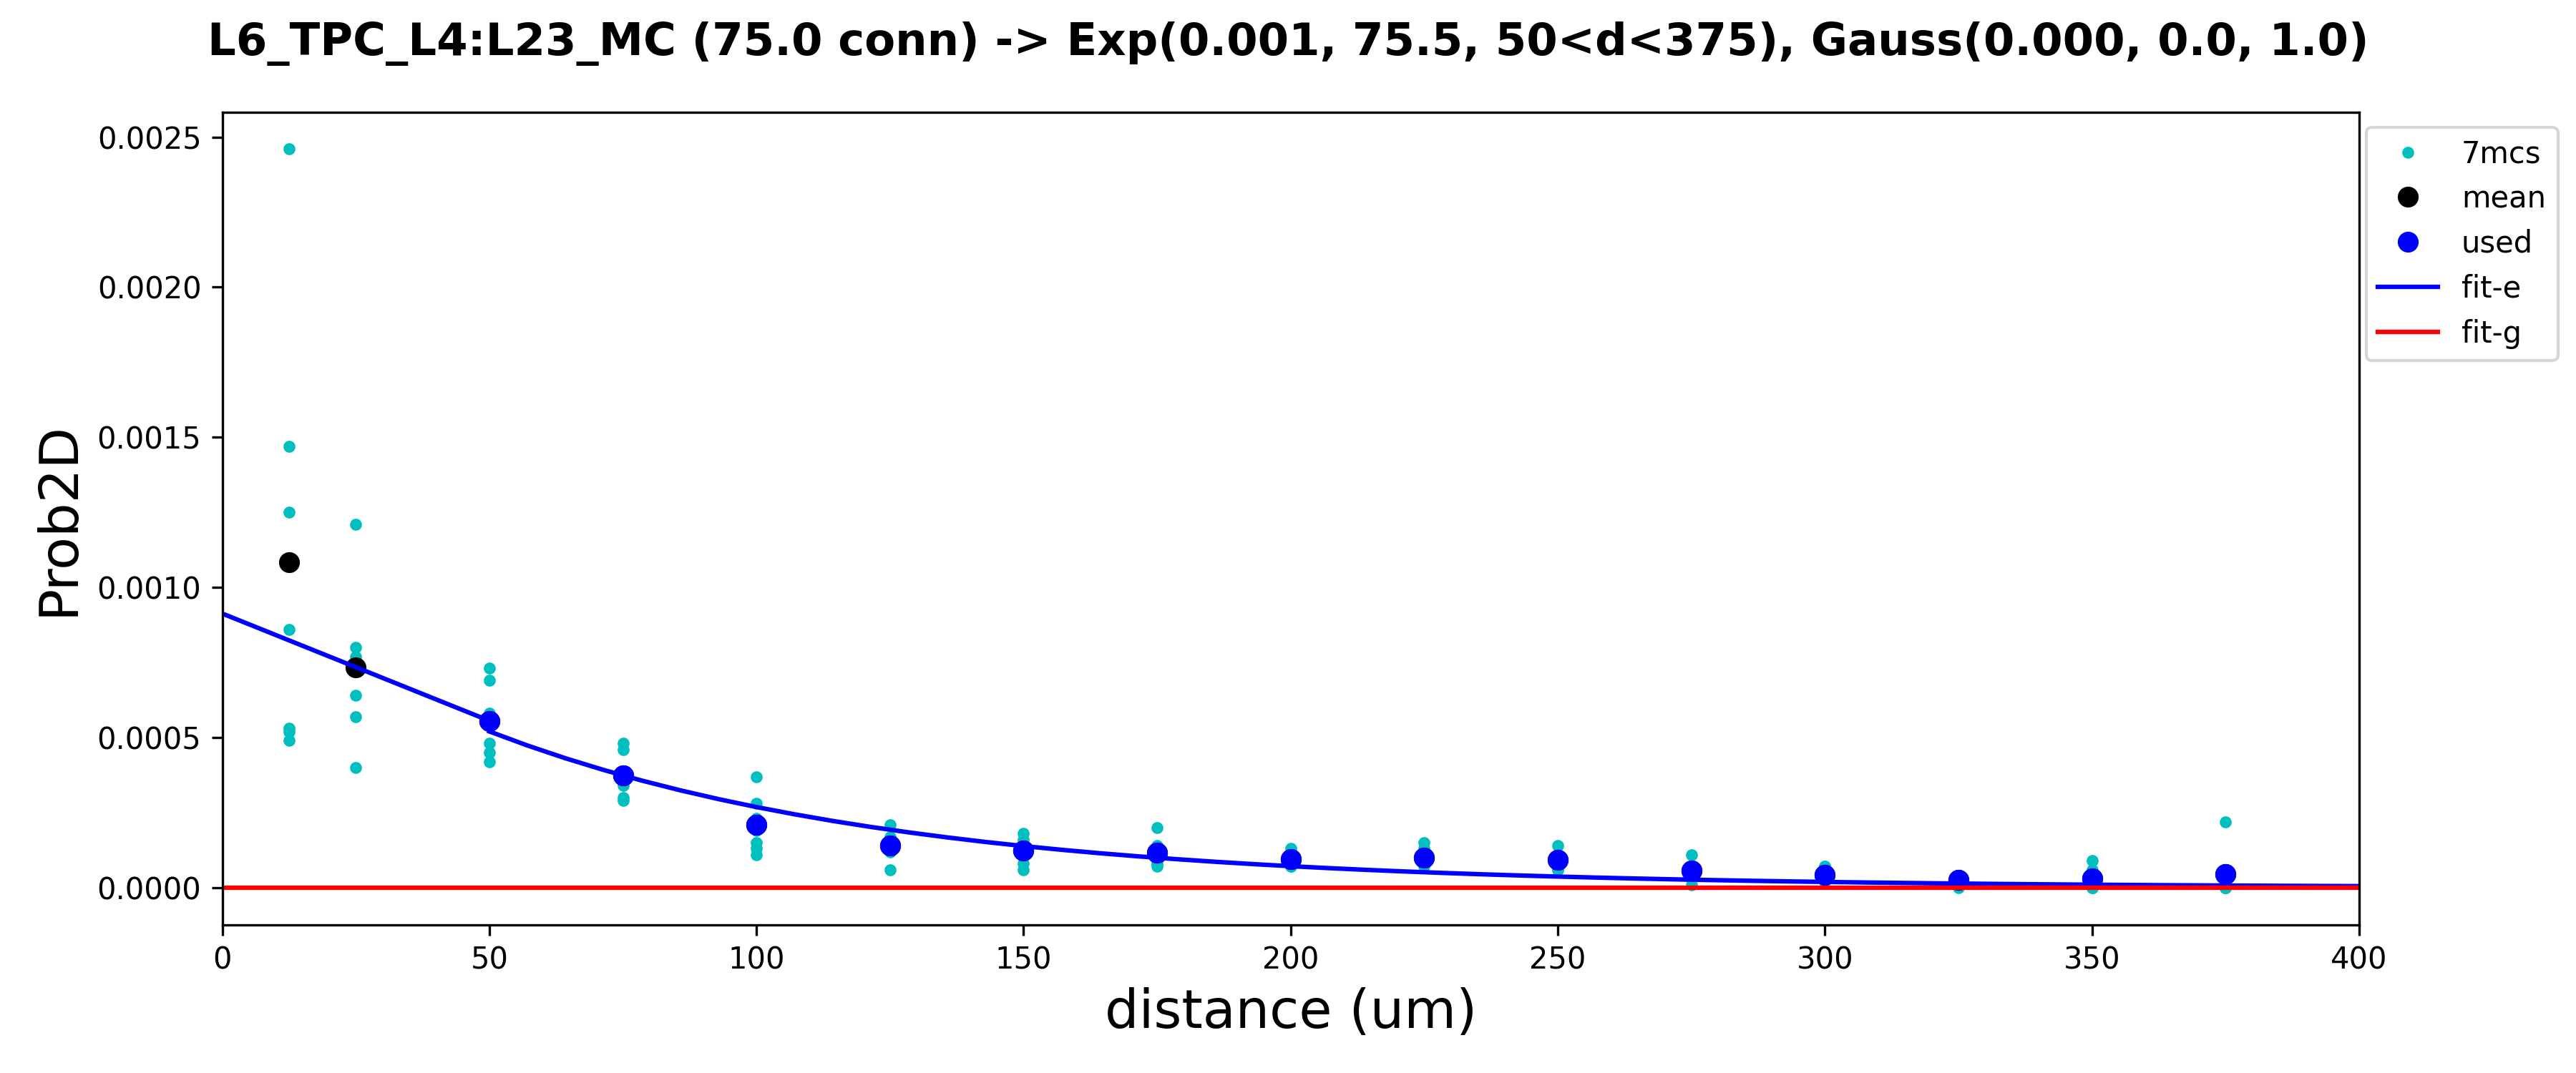 L6_TPC_L4:L23_MC (75.0 conn) -> Exp(0.001, 75.5, 50<d<375), Gauss(0.000, 0.0, 1.0)
0.0025
0.0020
0.0015
0.0010
0.0005
0.0000
Prob2D
0 50 100 150 200 250 300 350 400
distance (um)
7mcs
mean
used
fit-e
fit-g